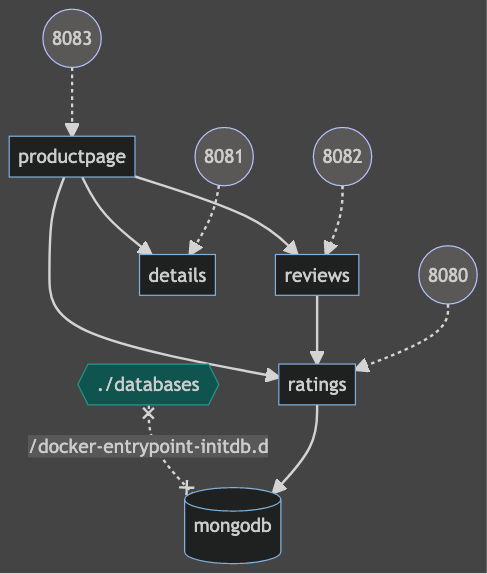 8083
productpage
8081
8082
details
reviews
8080
./databases
ratings
/docker-entrypoint-initdb.d
mongodb